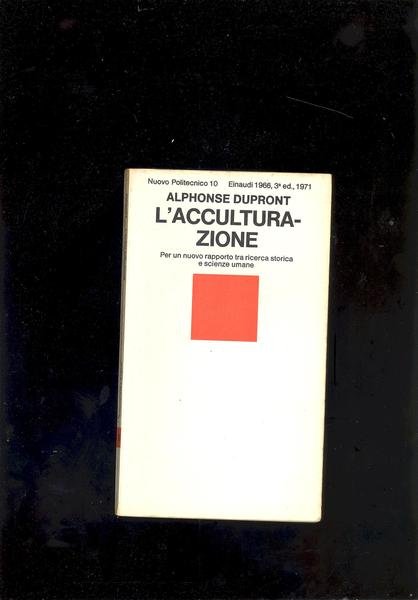 Nuovo Politecnico 10 Einaudi 1966, 3ª ed., 1971
ALPHONSE DUPRONT
L'ACCULTURA-
ZIONE
Per un nuovo rapporto tra ricerca storica
e scienze umane